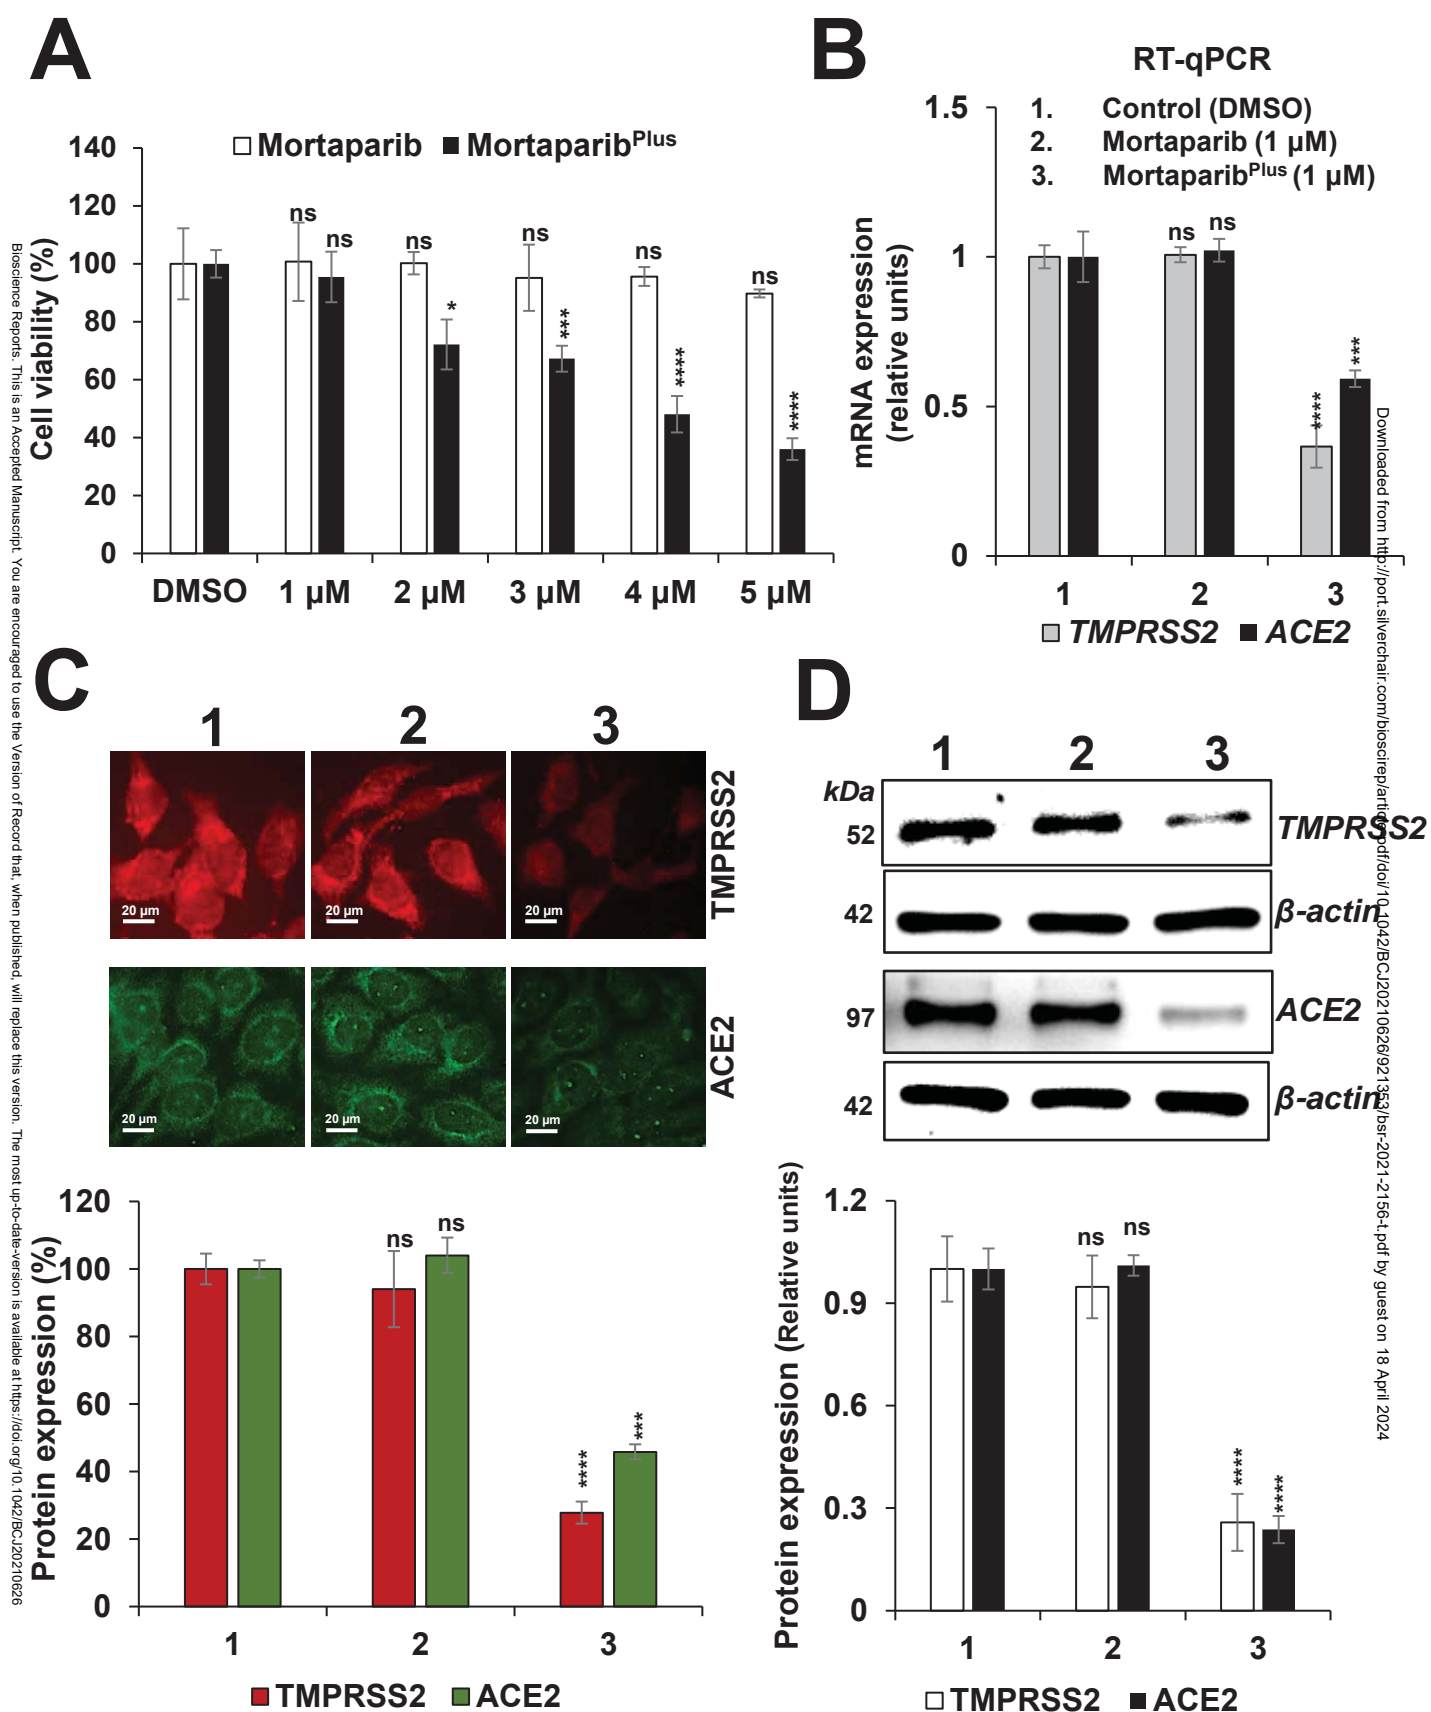 A
Mortaparib MortaparibPlus
Cell viability (%)
140
120
100
80
60
40
20
0
ns
ns
ns
*
ns
***
ns
****
ns
****
DMSO 1 µM 2 µM 3 µM 4 µM 5 µM
B
RT-qPCR
1. Control (DMSO)
2. Mortaparib (1 µM)
3. MortaparibPlus (1 µM)
mRNA expression
(relative units)
1.5
1
0.5
0
ns
ns
****
***
1 2 3
TMPRSS2 ACE2
C
1 2 3
20 µm 20 µm 20 µm
TMPRSS2
20 µm 20 µm 20 µm
ACE2
Protein expression (%)
120
100
80
60
40
20
0
ns
ns
****
***
1 2 3
TMPRSS2 ACE2
D
1 2 3
kDa
52 TMPRSS2
42 β-actin
97 ACE2
42 β-actin
Protein expression (Relative units)
1.2
0.9
0.6
0.3
0
ns
ns
****
****
1 2 3
TMPRSS2 ACE2
Bioscience Reports. This is an Accepted Manuscript. You are encouraged to use the Version of Record that, when published, will replace this version. The most up-to-date-version is available at https://doi.org/10.1042/BCJ20210626
Downloaded from http://port.silverchair.com/bioscirep/article-pdf/doi/10.1042/BCJ20210626/921353/bsr-2021-2156-t.pdf by guest on 18 April 2024